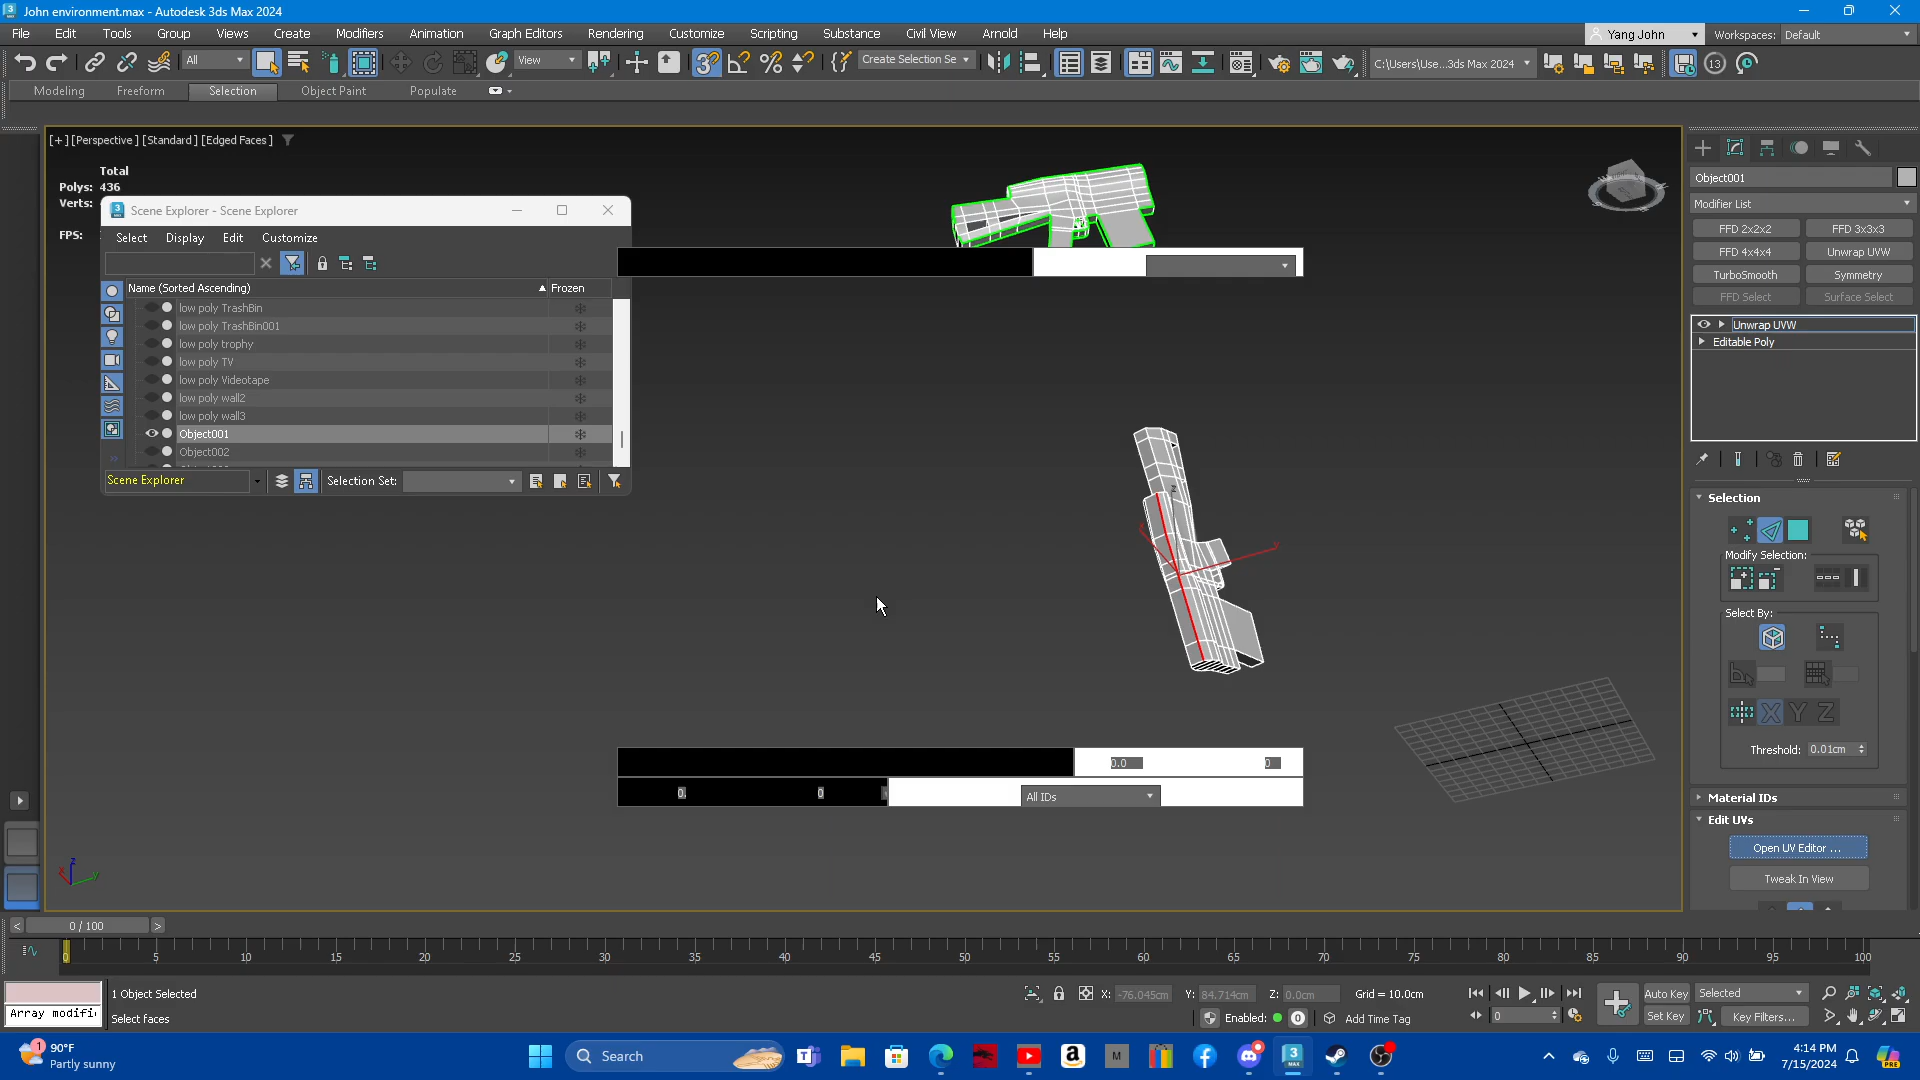 John environment.max - Autodesk 3ds Max 2024
File Edit Tools Group Views Create Modifiers Animation Graph Editors Rendering Customize Scripting Substance Civil View Arnold Help
Yang John Workspaces: Default
All View Create Selection Se C:\Users\Use...3ds Max 2024 13
Modeling Freeform Selection Object Paint Populate
[+] [Perspective] [Standard] [Edged Faces]
Total
Polys: 436
Verts:
FPS:
Scene Explorer - Scene Explorer
Select Display Edit Customize
Name (Sorted Ascending) Frozen
low poly TrashBin
low poly TrashBin001
low poly trophy
low poly TV
low poly Videotape
low poly wall2
low poly wall3
Object001
Object002
Scene Explorer Selection Set:
0.0 0
0. 0 All IDs
Object001
Modifier List
FFD 2x2x2 FFD 3x3x3
FFD 4x4x4 Unwrap UVW
TurboSmooth Symmetry
FFD Select Surface Select
Unwrap UVW
Editable Poly
Selection
Modify Selection:
Select By:
X Y Z
Threshold: 0.01cm
Material IDs
Edit UVs
Open UV Editor ...
Tweak In View
z
x y
0 / 100
0 5 10 15 20 25 30 35 40 45 50 55 60 65 70 75 80 85 90 95 100
1 Object Selected
Array modifi
Select faces
X: -76.045cm Y: 84.714cm Z: 0.0cm Grid = 10.0cm
Enabled: 0 Add Time Tag
Auto Key Selected
0 Set Key Key Filters...
1 90°F
Partly sunny
Search
4:14 PM
7/15/2024